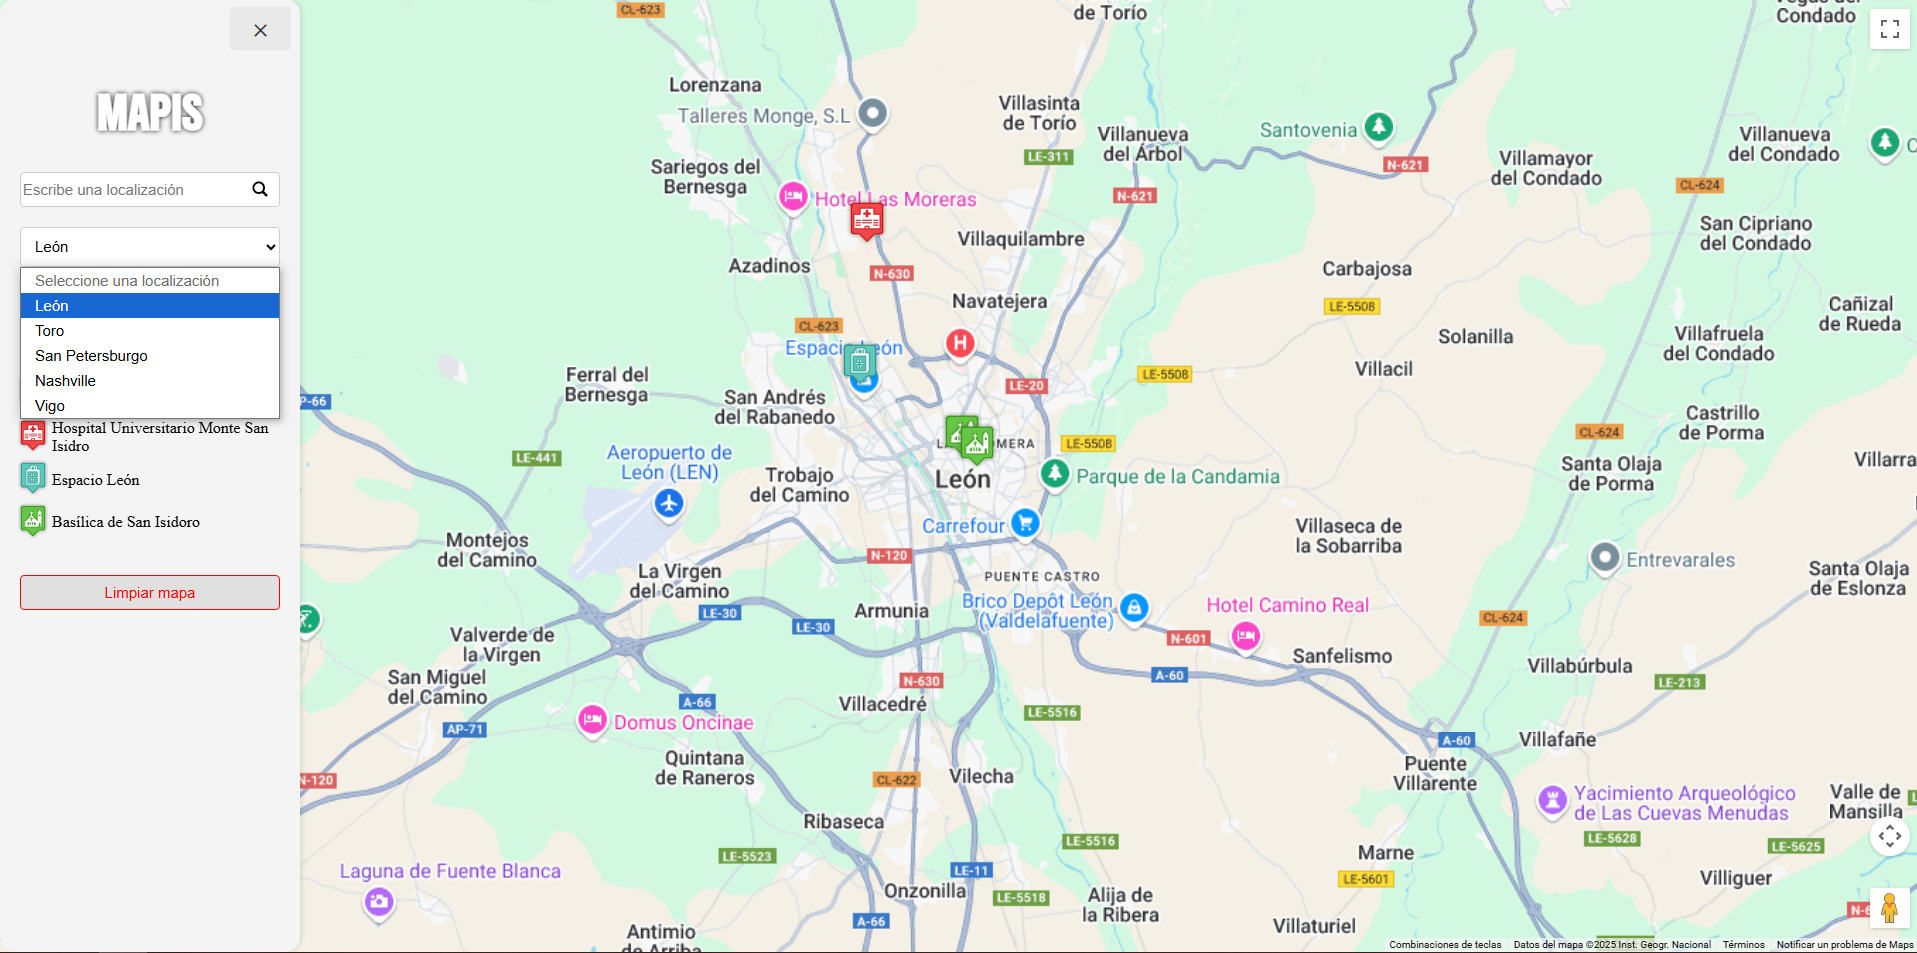 MAPIS
Escribe una localización
León
Seleccione una localización
León
Toro
San Petersburgo
Nashville
Vigo
Hospital Universitario Monte San
Isidro
Espacio León
Basílica de San Isidoro
Limpiar mapa
CL-623
de Torío
Condado
Lorenzana
Talleres Monge, S.L
Villasinta
de Torío
Villanueva
del Árbol
Santovenia
Villanueva
del Condado
LE-311
N-621
Villamayor
del Condado
Sariegos del
Bernesga
CL-624
N-621
Hotel Las Moreras
San Cipriano
del Condado
Villaquilambre
Azadinos
N-630
Carbajosa
Navatejera
LE-5508
Cañizal
de Rueda
CL-623
Solanilla
Villafruela
del Condado
Espacio León
H
Villacil
LE-5508
Ferral del
Bernesga
LE-20
P-66
San Andrés
del Rabanedo
Castrillo
de Porma
CL-624
LE-5508
LE-441
Aeropuerto de
León (LEN)
Villarra
Santa Olaja
de Porma
Trobajo
del Camino
León
Parque de la Candamia
Carrefour
Villaseca de
la Sobarriba
Montejos
del Camino
N-120
Entrevarales
La Virgen
del Camino
PUENTE CASTRO
Santa Olaja
de Eslonza
Brico Depôt León
(Valdelafuente)
Hotel Camino Real
LE-30
Armunia
CL-624
LE-30
N-601
Valverde de
la Virgen
Sanfelismo
Villabúrbula
A-60
San Miguel
del Camino
N-630
LE-213
A-66
Villacedré
LE-5516
Domus Oncinae
AP-71
A-60
Villafañe
Quintana
de Raneros
Puente
Villarente
N-120
CL-622
Vilecha
Yacimiento Arqueológico
de Las Cuevas Menudas
Valle de
Mansilla
Ribaseca
LE-5516
LE-5628
LE-5625
LE-5523
Marne
Laguna de Fuente Blanca
LE-11
LE-5601
Villiguer
Onzonilla
LE-5518
Alija de
la Ribera
A-66
Villaturiel
Antimio
de Arriba
Combinaciones de teclas
Datos del mapa ©2025 Inst. Geogr. Nacional
Términos
Notificar un problema de Maps